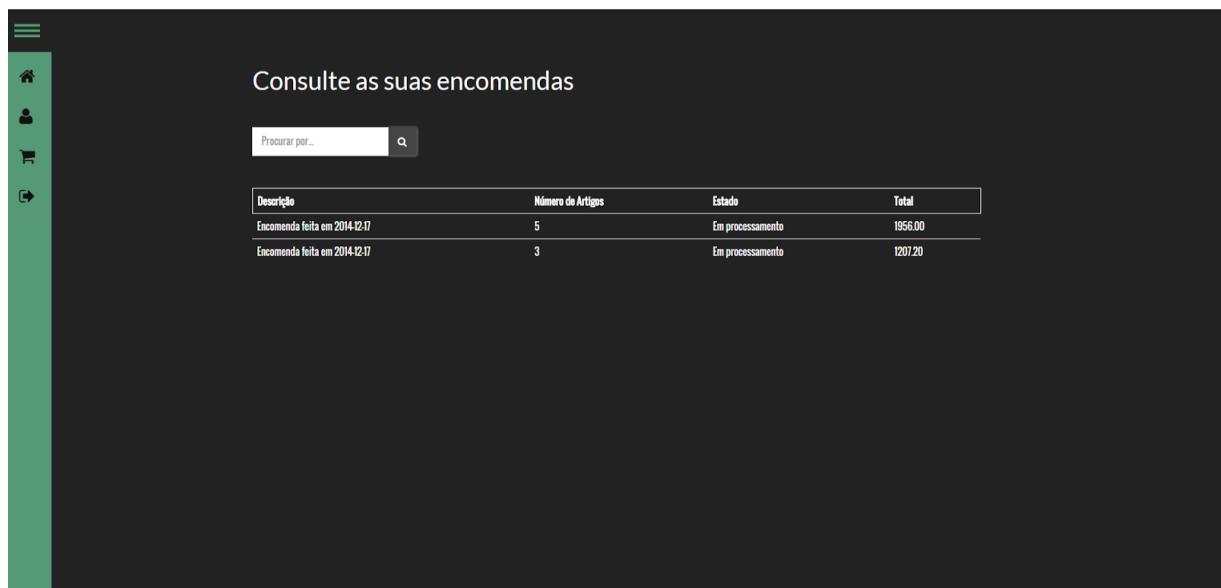 Consulte as suas encomendas
Procurar por...
Descrição Número de Artigos Estado Total
Encomenda feita em 2014-12-17 5 Em processamento 1956.00
Encomenda feita em 2014-12-17 3 Em processamento 1207.20